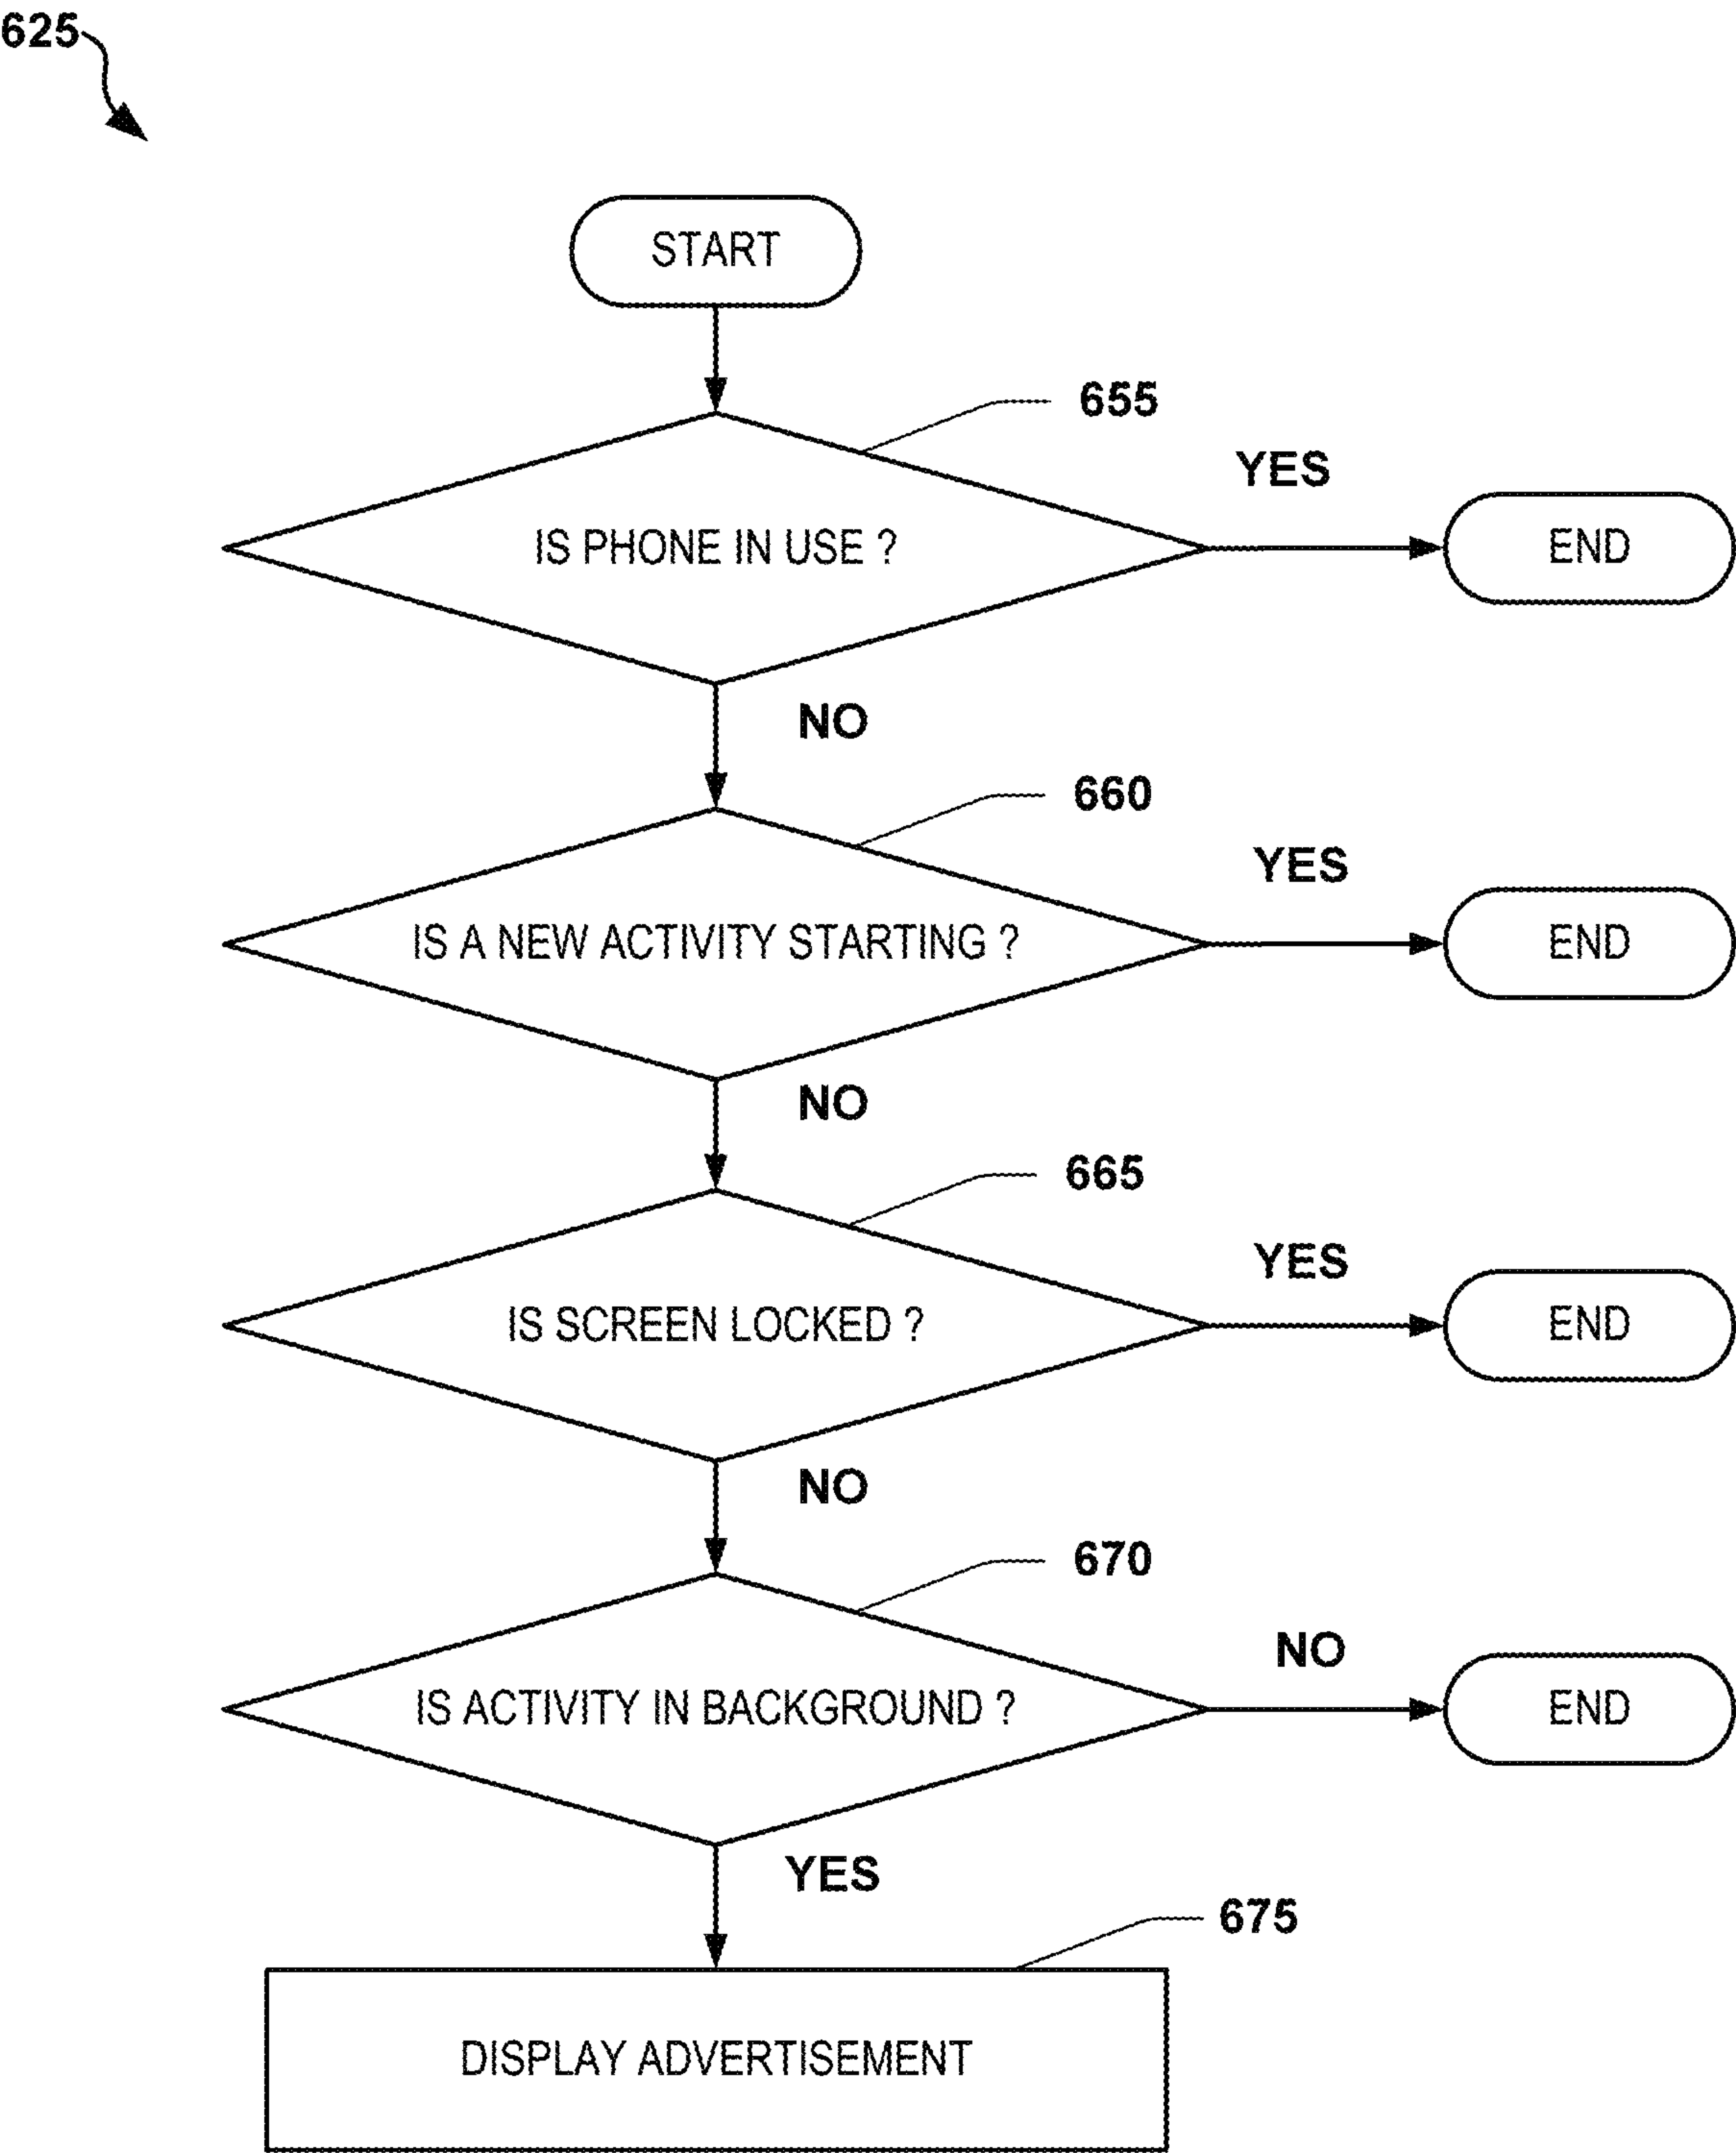 625
START
655
YES
IS PHONE IN USE ?
END
NO
660
YES
IS A NEW ACTIVITY STARTING ?
END
NO
665
YES
IS SCREEN LOCKED ?
END
NO
670
NO
IS ACTIVITY IN BACKGROUND ?
END
YES
675
DISPLAY ADVERTISEMENT